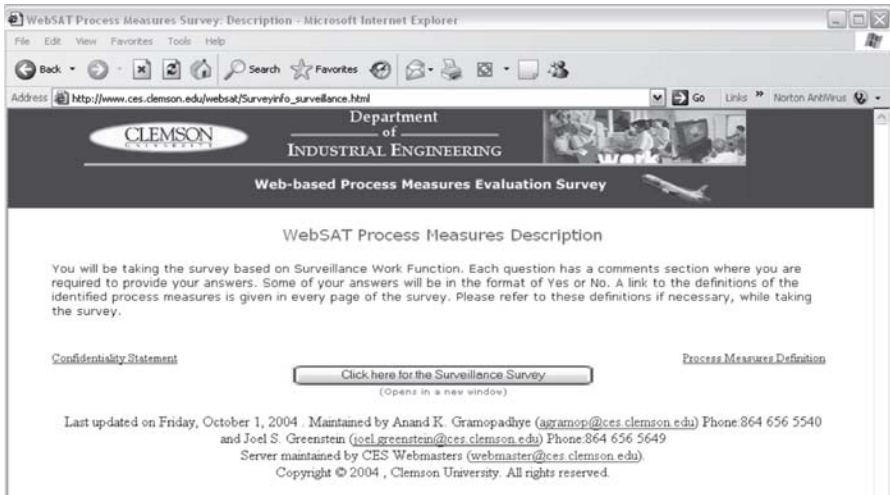 WebSAT Process Measures Survey: Description - Microsoft Internet Explorer
File Edit View Favorites Tools Help
Back Search Favorites
Address http://www.ces.clemson.edu/websat/Surveyinfo_surveillance.html Go Links » Norton AntiVirus
CLEMSON
UNIVERSITY
Department
of
INDUSTRIAL ENGINEERING
work
Web-based Process Measures Evaluation Survey
WebSAT Process Measures Description
You will be taking the survey based on Surveillance Work Function. Each question has a comments section where you are
required to provide your answers. Some of your answers will be in the format of Yes or No. A link to the definitions of the
identified process measures is given in every page of the survey. Please refer to these definitions if necessary, while taking
the survey.
Confidentiality Statement Process Measures Definition
Click here for the Surveillance Survey
(Opens in a new window)
Last updated on Friday, October 1, 2004 . Maintained by Anand K. Gramopadhye (agramop@ces.clemson.edu) Phone:864 656 5540
and Joel S. Greenstein (joel.greenstein@ces.clemson.edu) Phone:864 656 5649
Server maintained by CES Webmasters (webmaster@ces.clemson.edu).
Copyright © 2004 , Clemson University. All rights reserved.